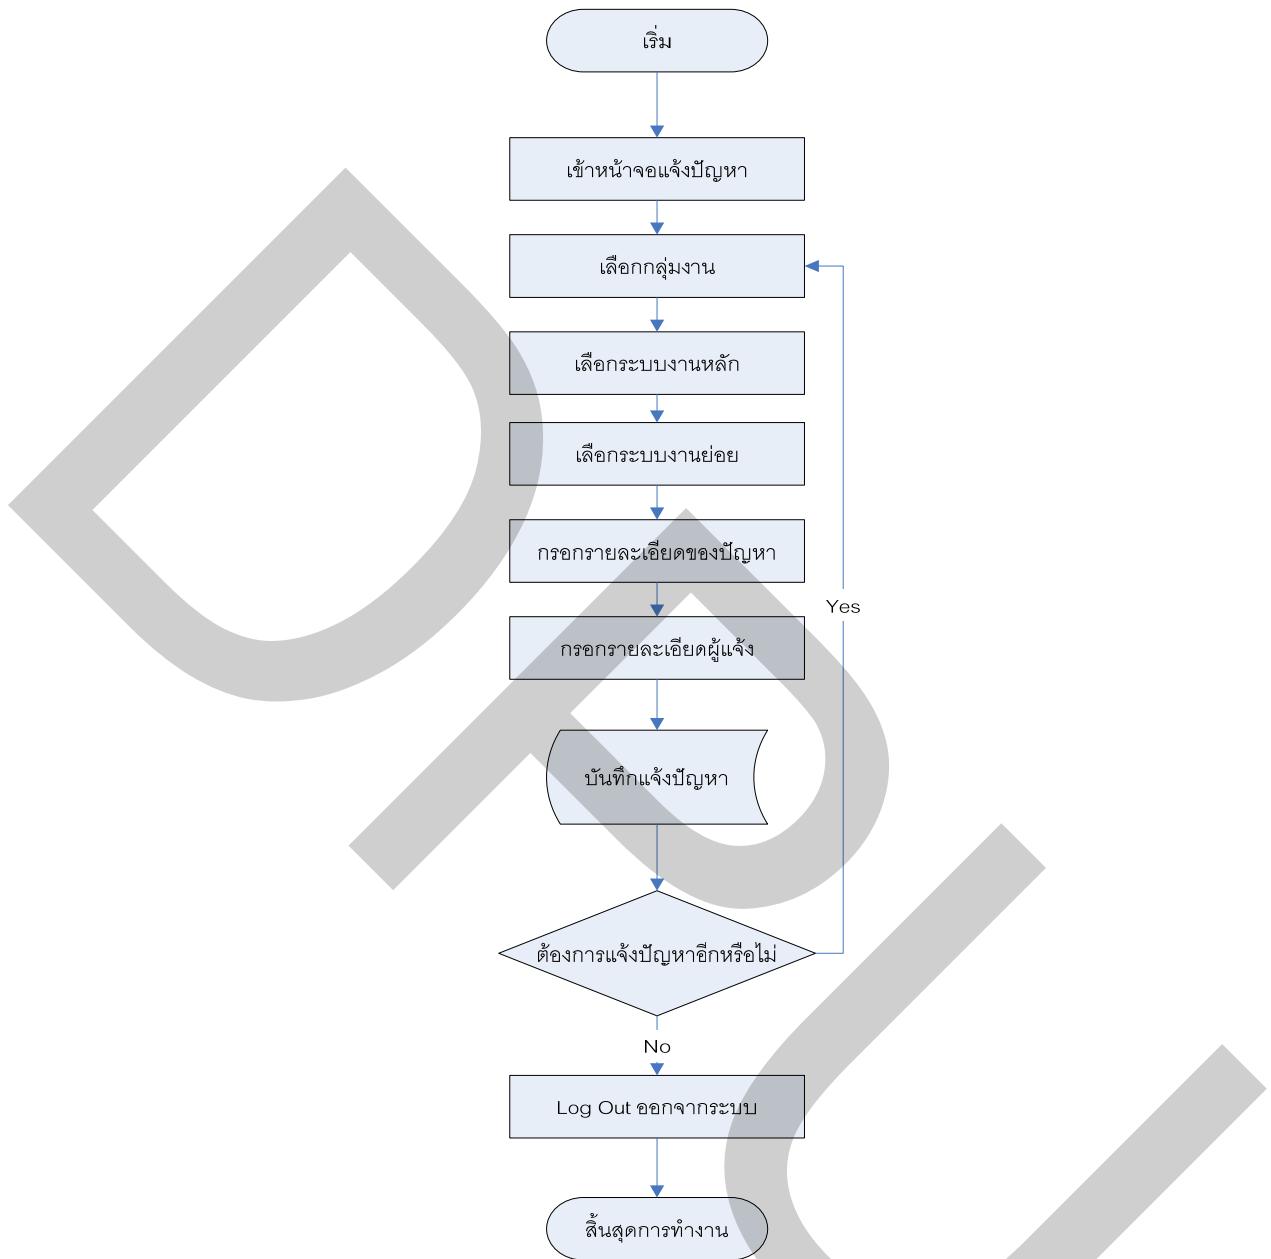 เริ่ม
เข้าหน้าจอแจ้งปัญหา
เลือกกลุ่มงาน
เลือกระบบงานหลัก
เลือกระบบงานย่อย
กรอกรายละเอียดของปัญหา
Yes
กรอกรายละเอียดผู้แจ้ง
บันทึกแจ้งปัญหา
ต้องการแจ้งปัญหาอีกหรือไม่
No
Log Out ออกจากระบบ
สิ้นสุดการทำงาน
DPU